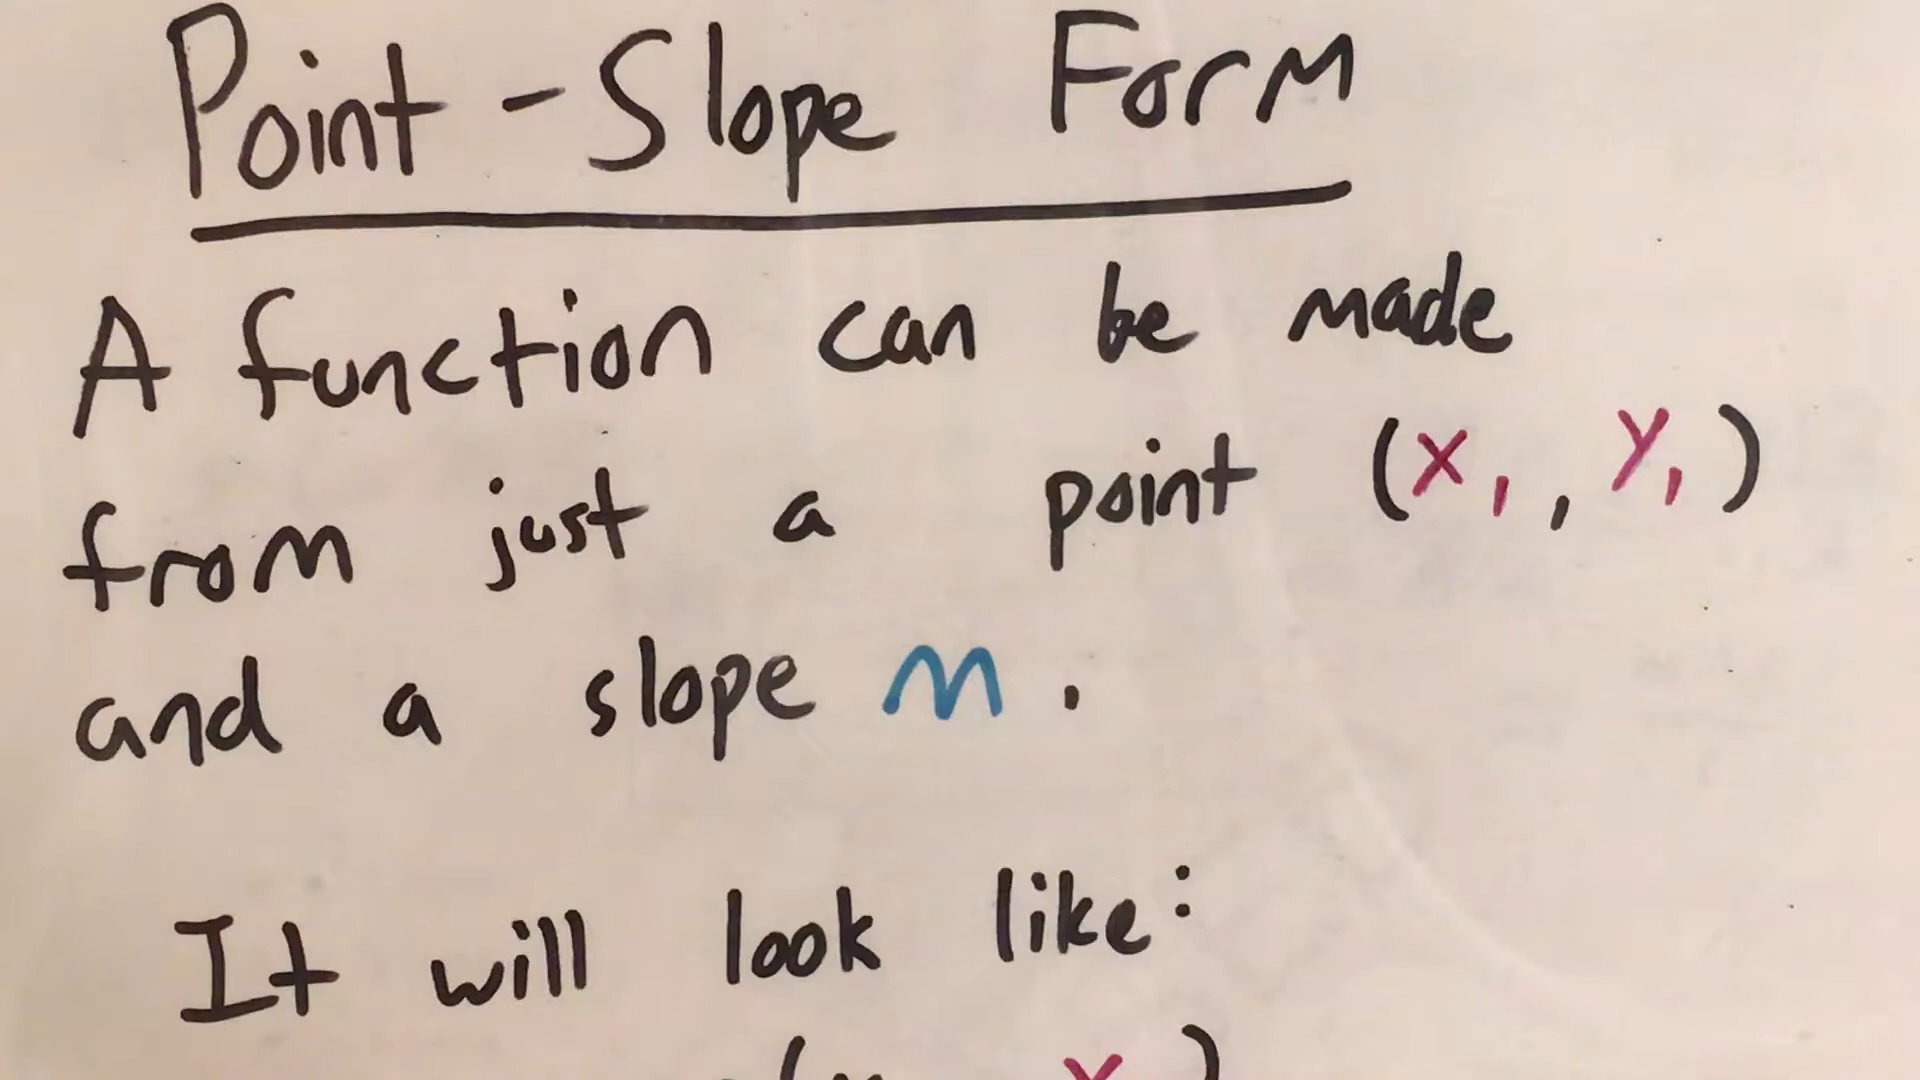 Point-Slope Form
A function can be made
from just a point (x₁, y₁)
and a slope m.
It will look like: